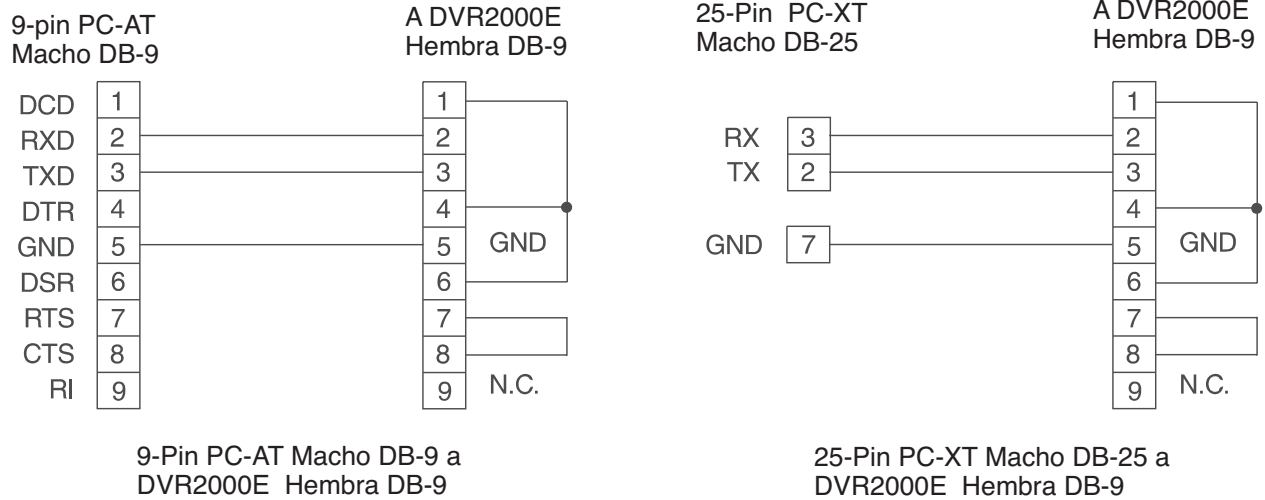 9-pin PC-AT
Macho DB-9
A DVR2000E
Hembra DB-9
DCD 1 1
RXD 2 2
TXD 3 3
DTR 4 4
GND 5 5 GND
DSR 6 6
RTS 7 7
CTS 8 8
RI 9 9 N.C.
9-Pin PC-AT Macho DB-9 a
DVR2000E Hembra DB-9
25-Pin PC-XT
Macho DB-25
A DVR2000E
Hembra DB-9
1
RX 3 2
TX 2 3
4
GND 7 5 GND
6
7
8
9 N.C.
25-Pin PC-XT Macho DB-25 a
DVR2000E Hembra DB-9